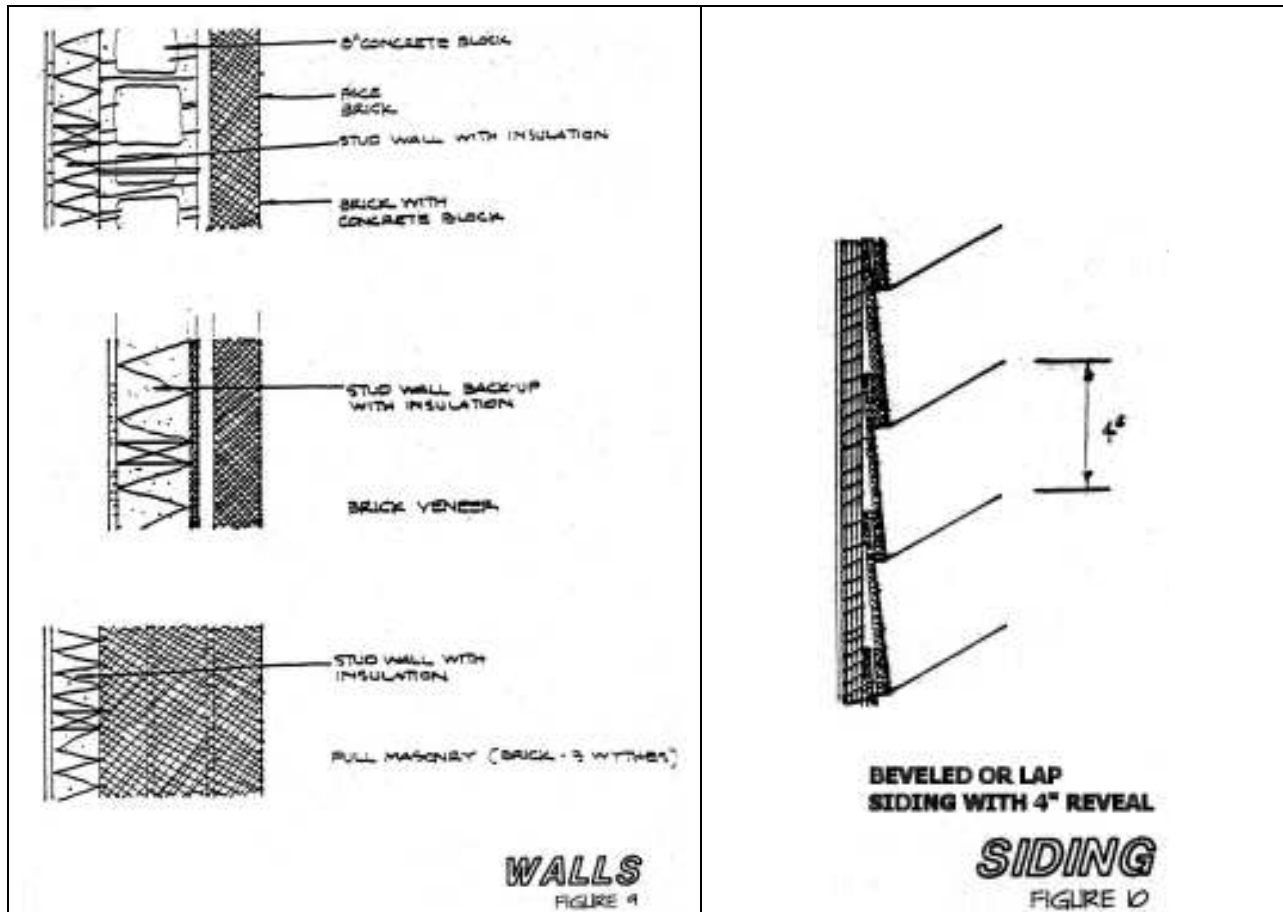 8" CONCRETE BLOCK
FACE
BRICK
STUD WALL WITH INSULATION
BRICK WITH
CONCRETE BLOCK
STUD WALL BACK-UP
WITH INSULATION
BRICK VENEER
STUD WALL WITH
INSULATION
FULL MASONRY (BRICK - 3 WYTHES)
WALLS
FIGURE 9
4"
BEVELED OR LAP
SIDING WITH 4" REVEAL
SIDING
FIGURE 10